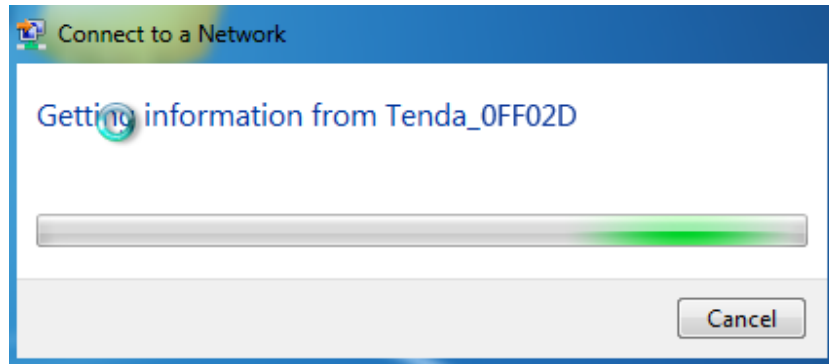 Connect to a Network
Getting information from Tenda_0FF02D
Cancel